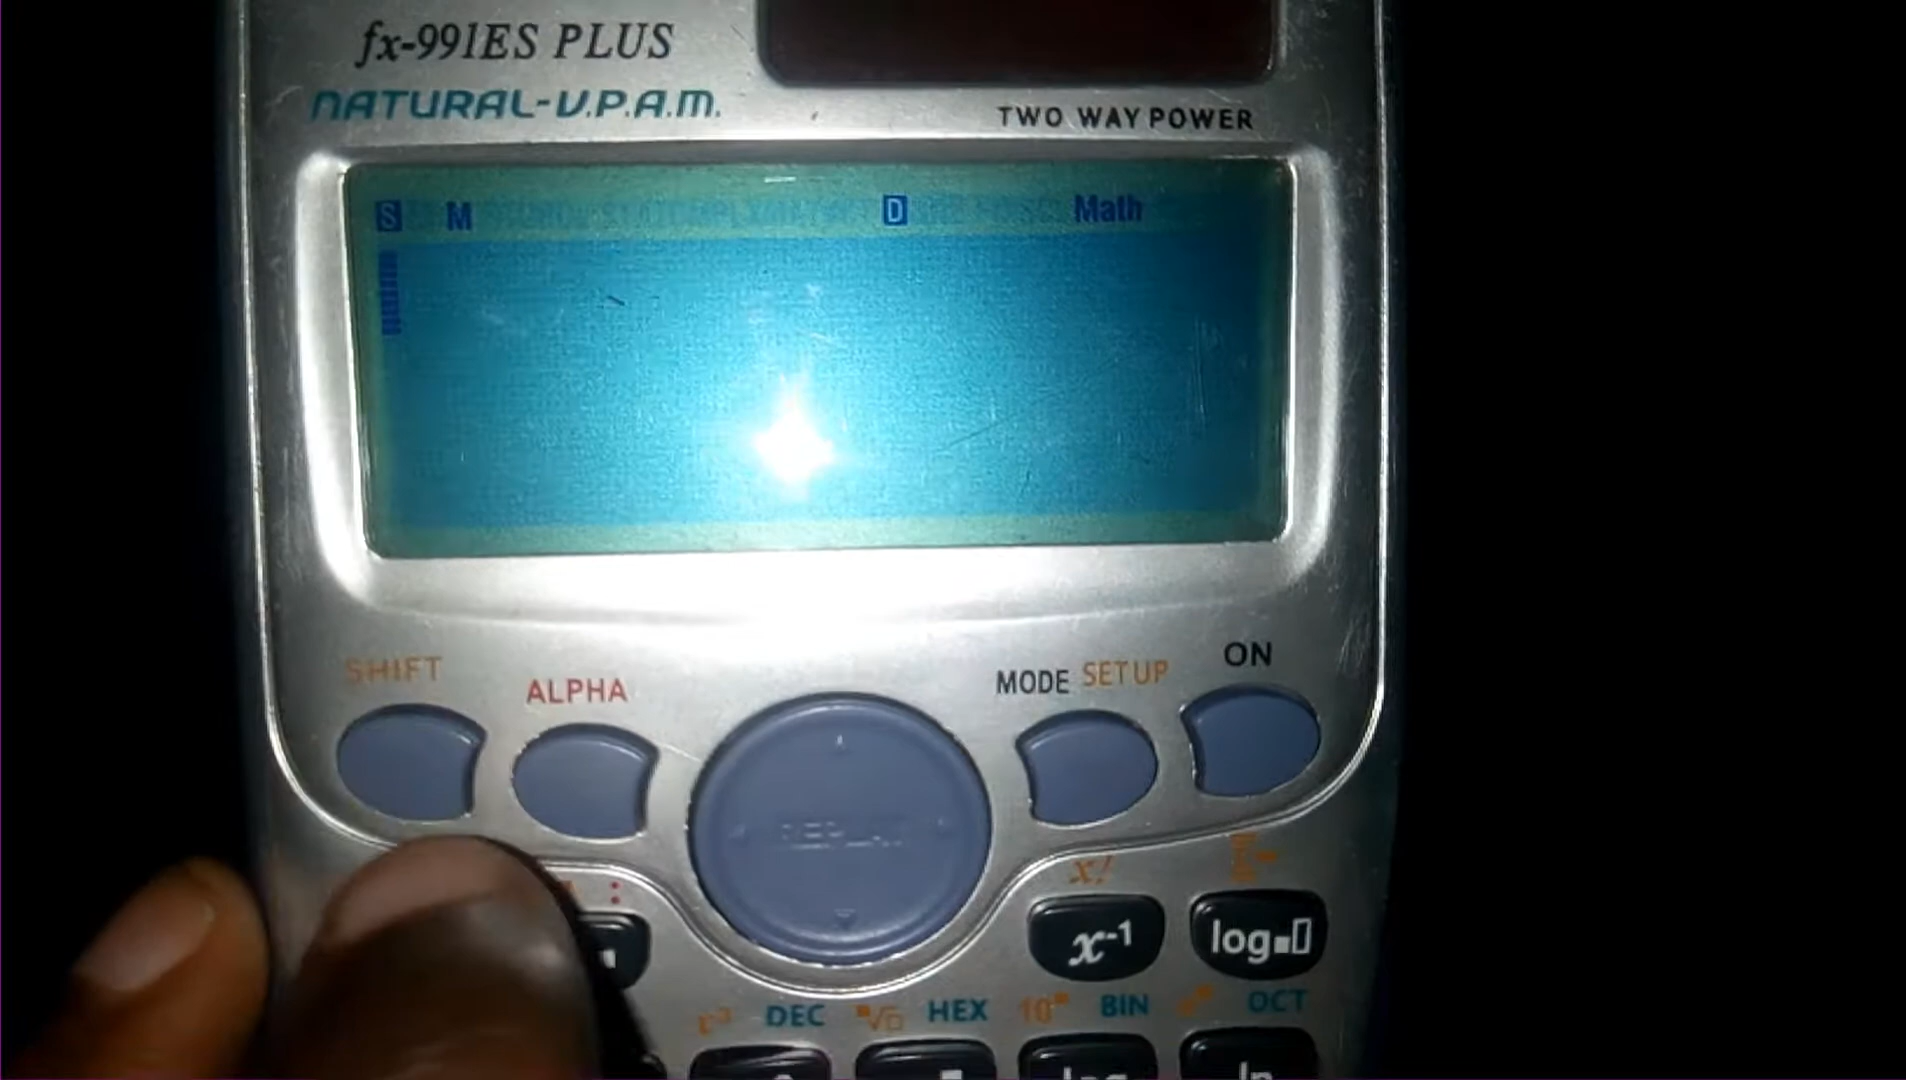 fx-991ES PLUS
NATURAL-V.P.A.M.
TWO WAY POWER
S M D Math
SHIFT
ALPHA
MODE SETUP
ON
REPLAY
x!
x⁻¹
log
DEC HEX BIN OCT